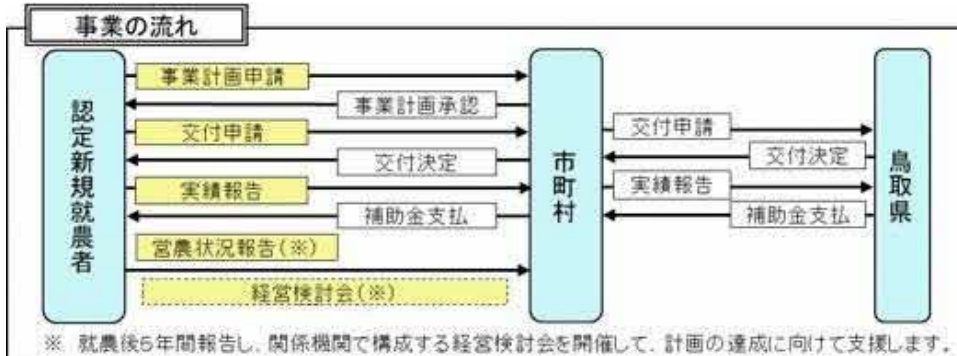 事業の流れ
認定新規就農者
市町村
鳥取県
事業計画申請
事業計画承認
交付申請
交付決定
実績報告
補助金支払
営農状況報告(※)
経営検討会(※)
交付申請
交付決定
実績報告
補助金支払
※ 就農後5年間報告し、関係機関で構成する経営検討会を開催して、計画の達成に向けて支援します。